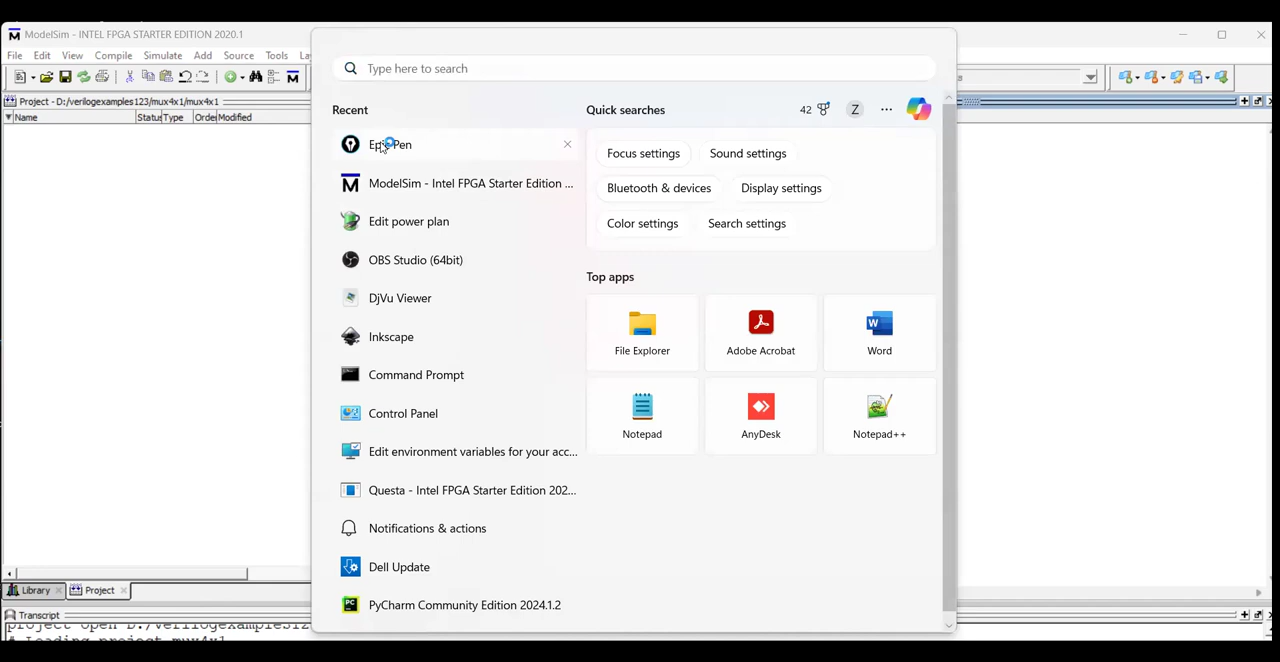 ModelSim - INTEL FPGA STARTER EDITION 2020.1
File Edit View Compile Simulate Add Source Tools La
Project - D:/verilogexamples123/mux4x1/mux4x1
Name Status Type Order Modified
Type here to search
Recent
Epic Pen
ModelSim - Intel FPGA Starter Edition ...
Edit power plan
OBS Studio (64bit)
DjVu Viewer
Inkscape
Command Prompt
Control Panel
Edit environment variables for your acc...
Questa - Intel FPGA Starter Edition 202...
Notifications & actions
Dell Update
PyCharm Community Edition 2024.1.2
Quick searches
42
Z
Focus settings Sound settings
Bluetooth & devices Display settings
Color settings Search settings
Top apps
File Explorer Adobe Acrobat Word
Notepad AnyDesk Notepad++
Library Project
Transcript
# Loading project mux4x1